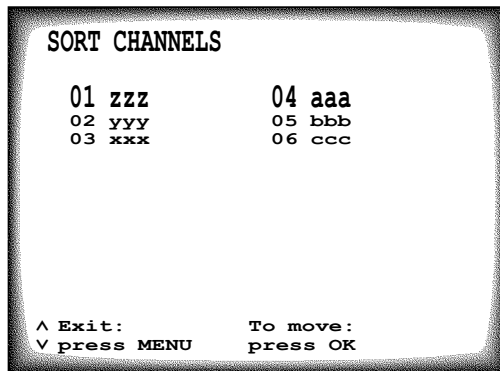 SORT CHANNELS
01 zzz 04 aaa
02 yyy 05 bbb
03 xxx 06 ccc
∧ Exit: To move:
∨ press MENU press OK